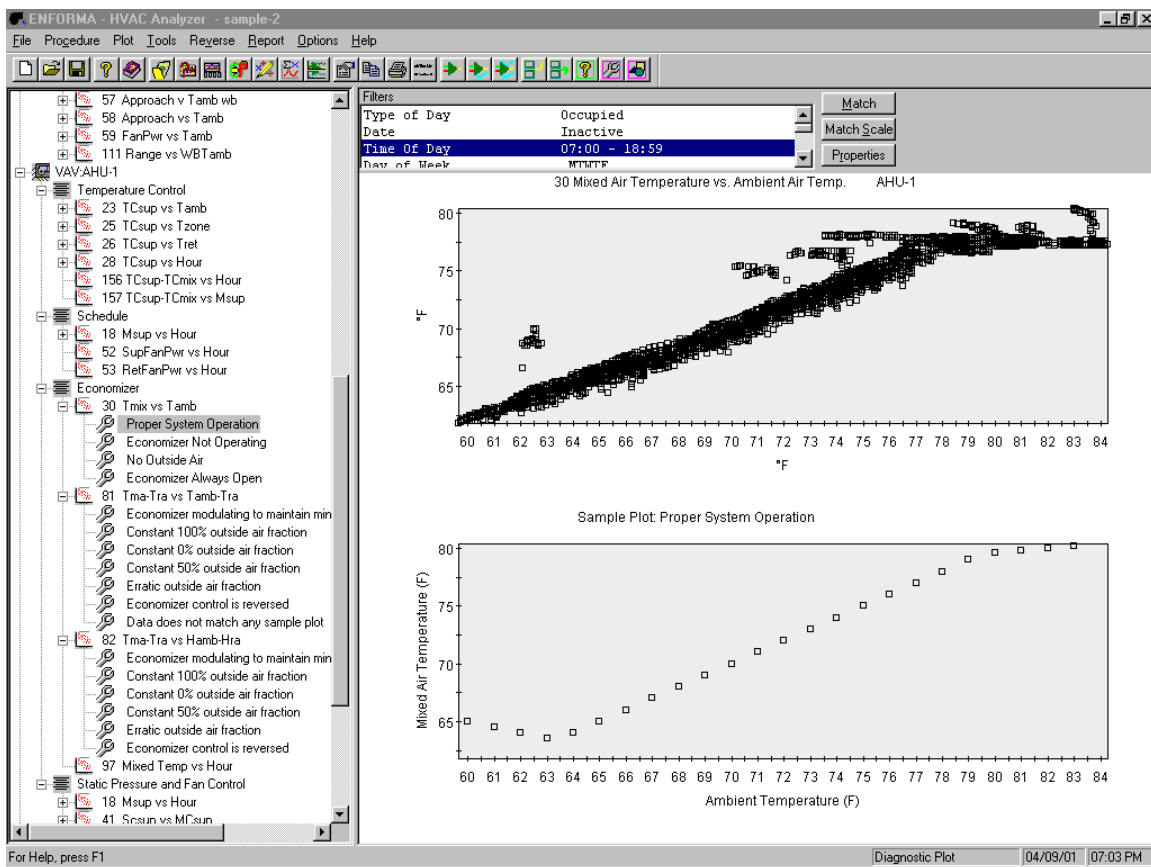 ENFORMA - HVAC Analyzer - sample-2
File Procedure Plot Tools Reverse Report Options Help
57 Approach v Tamb wb
58 Approach vs Tamb
59 FanPwr vs Tamb
111 Range vs WBTamb
VAV:AHU-1
Temperature Control
23 TCsup vs Tamb
25 TCsup vs Tzone
26 TCsup vs Tret
28 TCsup vs Hour
156 TCsup-TCmix vs Hour
157 TCsup-TCmix vs Msup
Schedule
18 Msup vs Hour
52 SupFanPwr vs Hour
53 RetFanPwr vs Hour
Economizer
30 Tmix vs Tamb
Proper System Operation
Economizer Not Operating
No Outside Air
Economizer Always Open
81 Tma-Tra vs Tamb-Tra
Economizer modulating to maintain min
Constant 100% outside air fraction
Constant 0% outside air fraction
Constant 50% outside air fraction
Erratic outside air fraction
Economizer control is reversed
Data does not match any sample plot
82 Tma-Tra vs Hamb-Hra
Economizer modulating to maintain min
Constant 100% outside air fraction
Constant 0% outside air fraction
Constant 50% outside air fraction
Erratic outside air fraction
Economizer control is reversed
97 Mixed Temp vs Hour
Static Pressure and Fan Control
18 Msup vs Hour
41 Scsup vs MCsup
Filters
Type of Day Occupied
Date Inactive
Time Of Day 07:00 - 18:59
Day of Week MTWTF
Match
Match Scale
Properties
30 Mixed Air Temperature vs. Ambient Air Temp. AHU-1
80
75
°F
70
65
60 61 62 63 64 65 66 67 68 69 70 71 72 73 74 75 76 77 78 79 80 81 82 83 84
°F
Sample Plot: Proper System Operation
80
75
Mixed Air Temperature (F)
70
65
60 61 62 63 64 65 66 67 68 69 70 71 72 73 74 75 76 77 78 79 80 81 82 83 84
Ambient Temperature (F)
For Help, press F1
Diagnostic Plot 04/09/01 07:03 PM